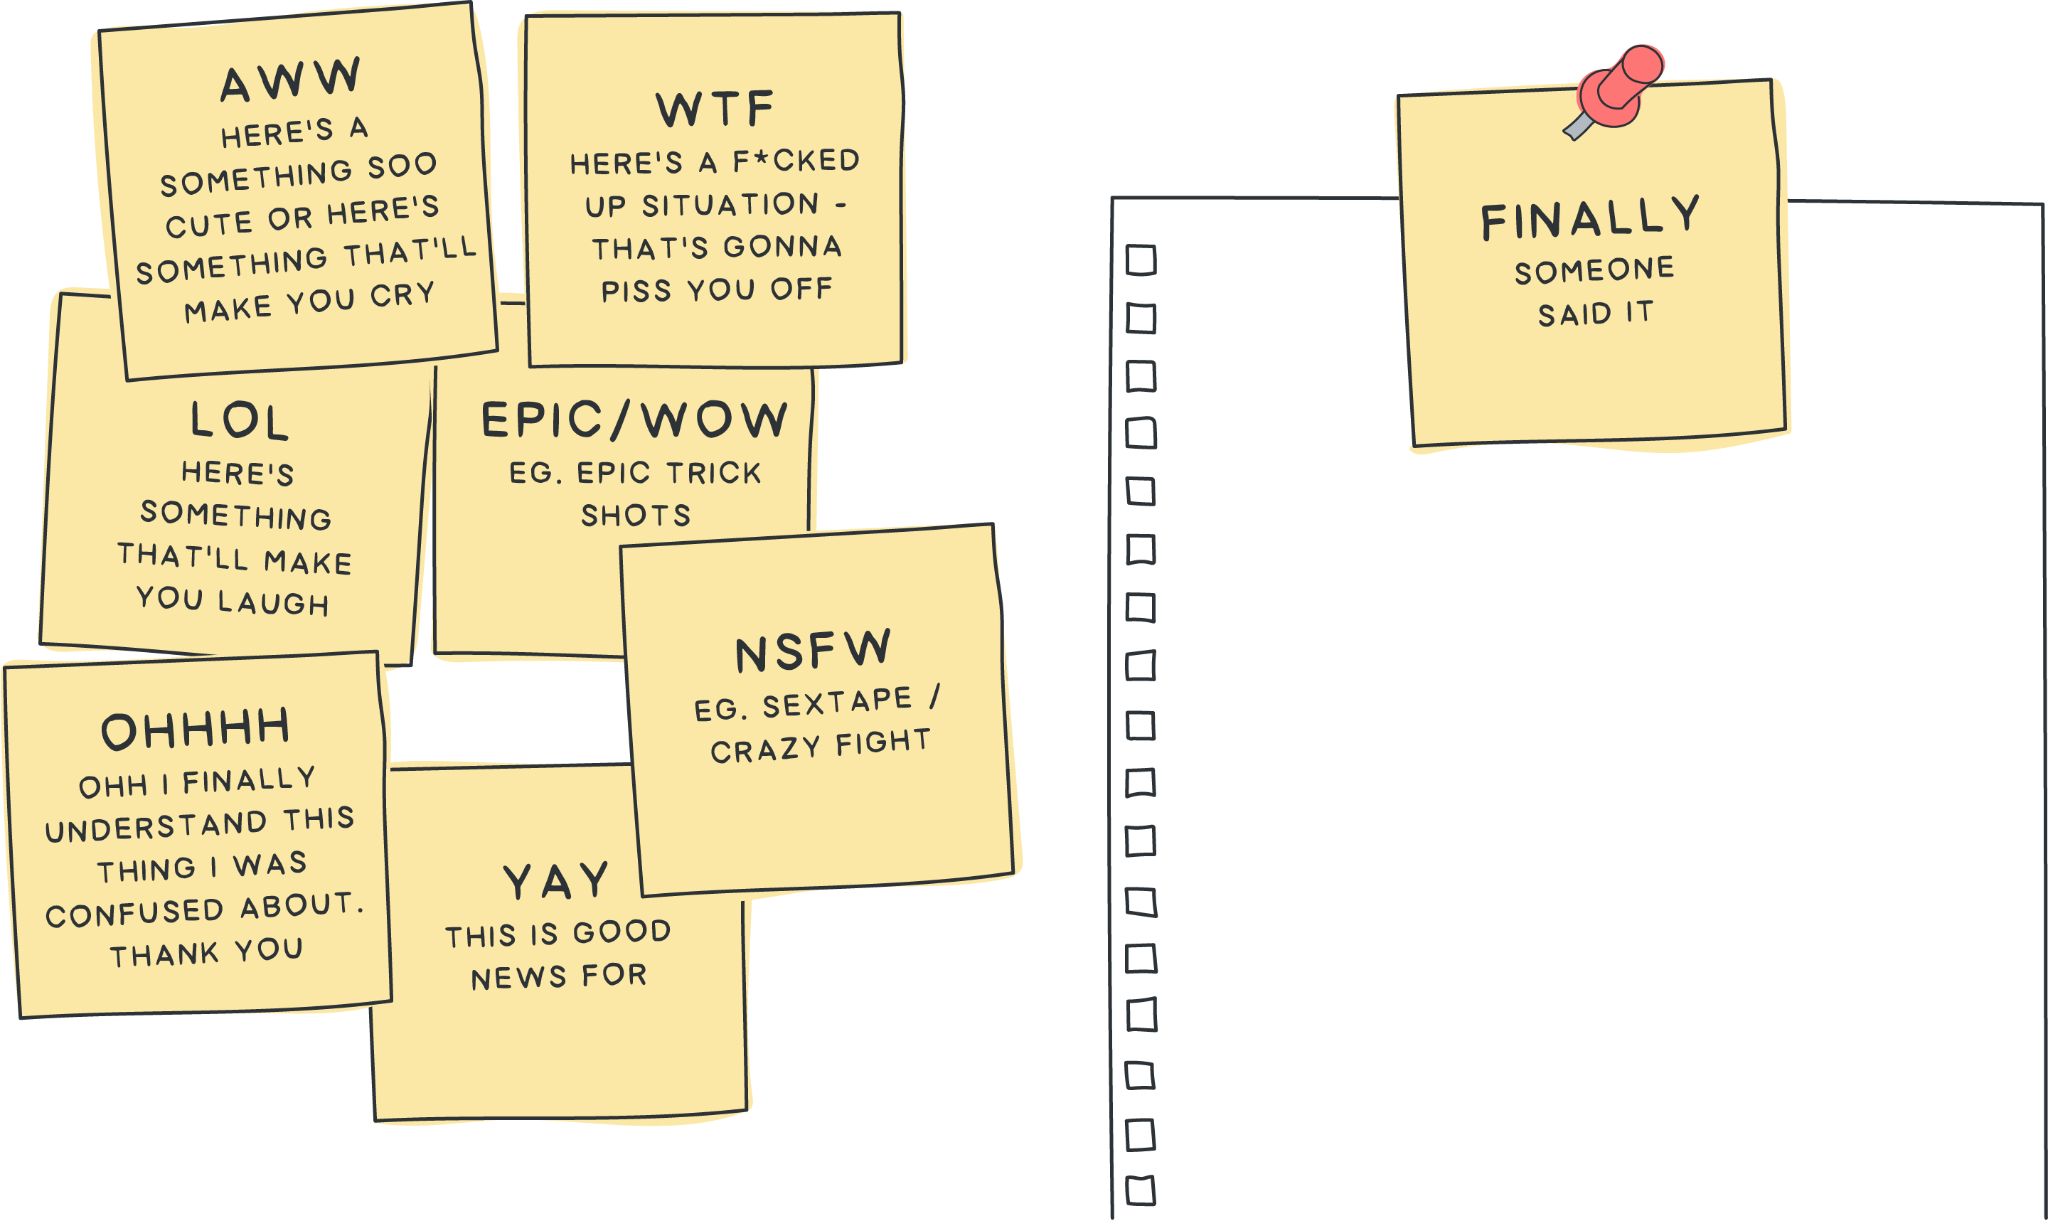 AWW
HERE'S A
SOMETHING SOO
CUTE OR HERE'S
SOMETHING THAT'LL
MAKE YOU CRY
WTF
HERE'S A F*CKED
UP SITUATION -
THAT'S GONNA
PISS YOU OFF
LOL
HERE'S
SOMETHING
THAT'LL MAKE
YOU LAUGH
EPIC/WOW
EG. EPIC TRICK
SHOTS
NSFW
EG. SEXTAPE /
CRAZY FIGHT
OHHHH
OHH I FINALLY
UNDERSTAND THIS
THING I WAS
CONFUSED ABOUT.
THANK YOU
YAY
THIS IS GOOD
NEWS FOR
FINALLY
SOMEONE
SAID IT